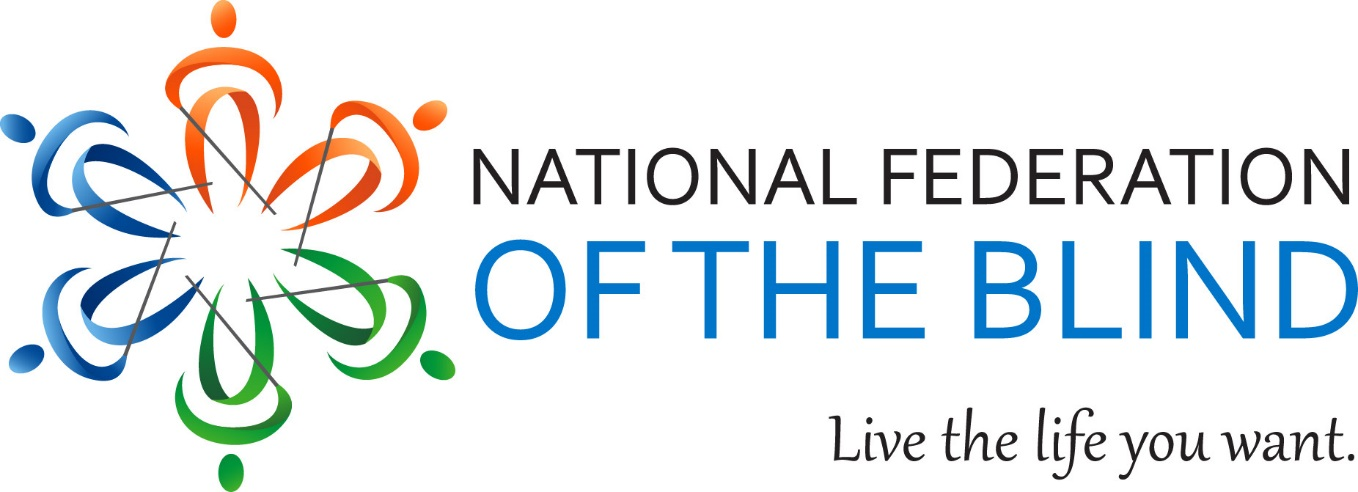 NATIONAL FEDERATION
OF THE BLIND
Live the life you want.